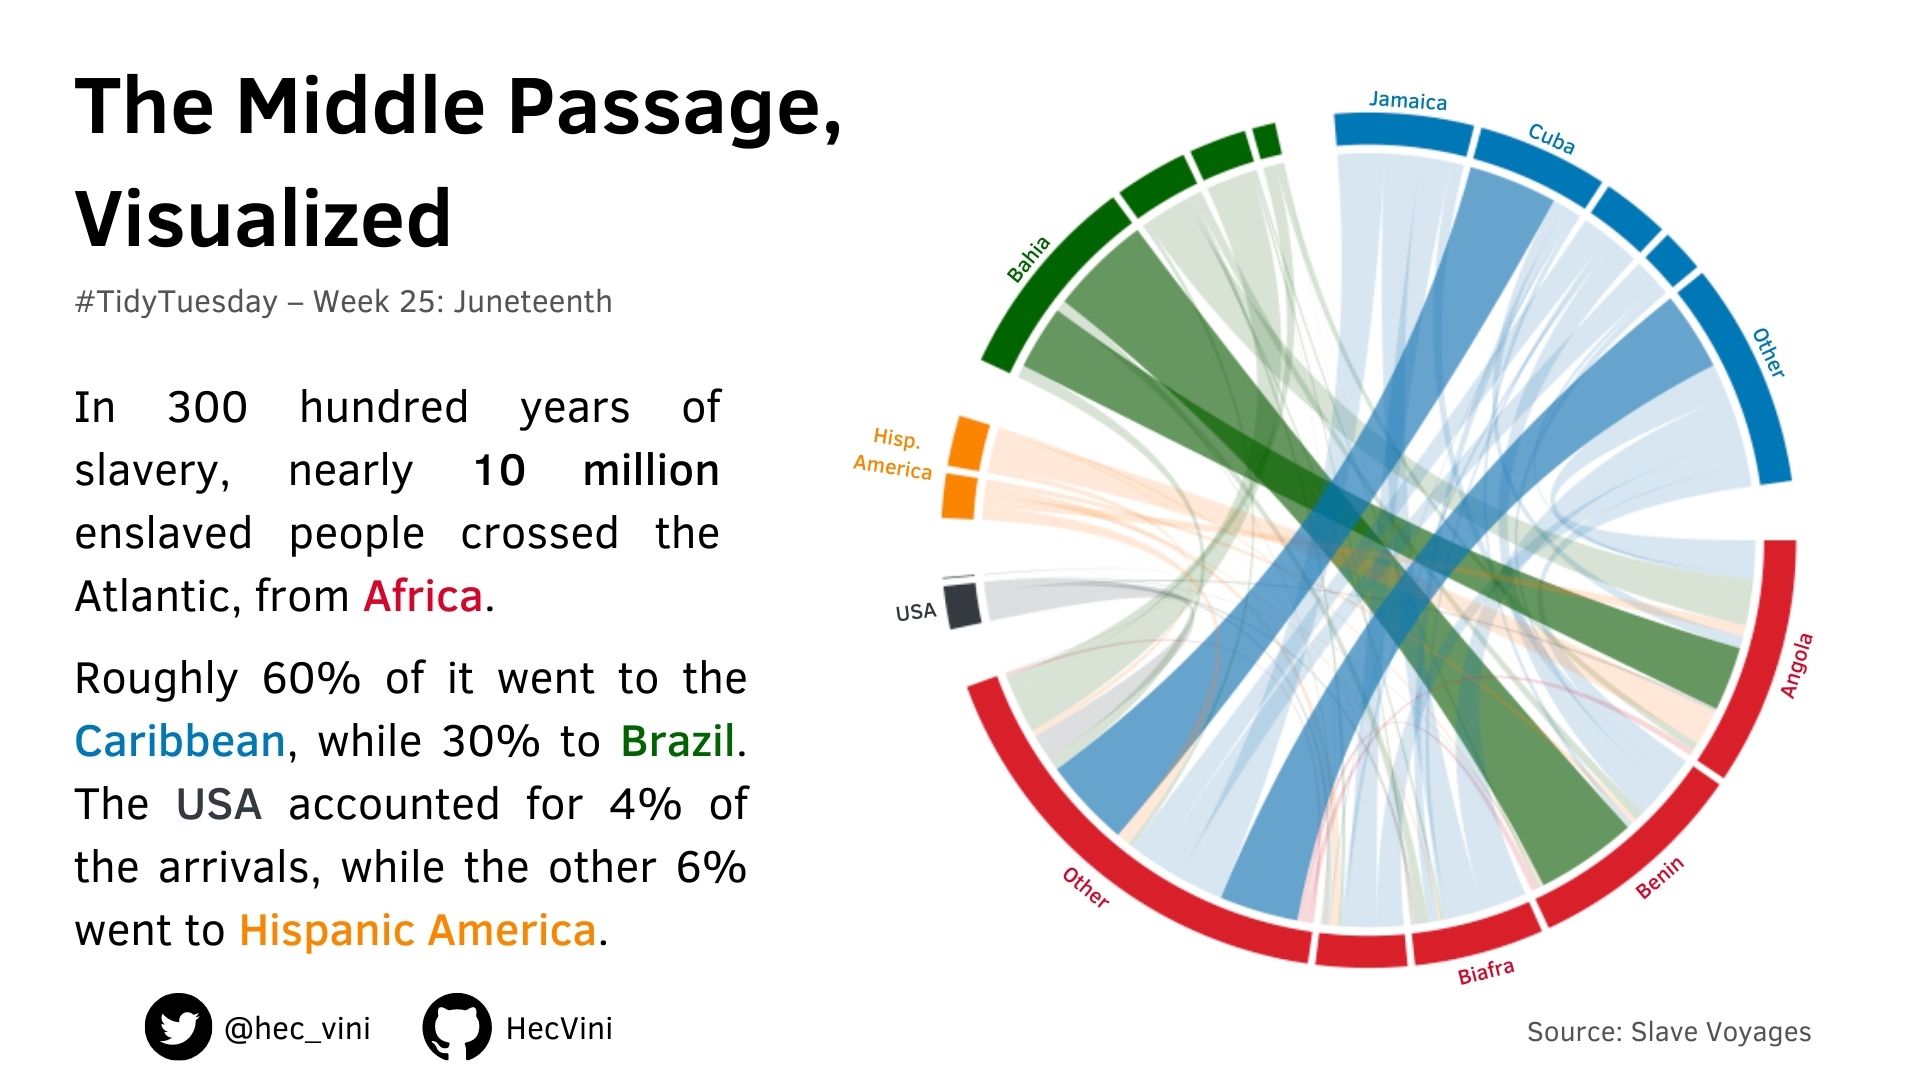 The Middle Passage,
Visualized
#TidyTuesday – Week 25: Juneteenth
In 300 hundred years of
slavery, nearly 10 million
enslaved people crossed the
Atlantic, from Africa.
Roughly 60% of it went to the
Caribbean, while 30% to Brazil.
The USA accounted for 4% of
the arrivals, while the other 6%
went to Hispanic America.
@hec_vini
HecVini
Jamaica
Cuba
Other
Angola
Benin
Biafra
Other
USA
Hisp.
America
Bahia
Source: Slave Voyages